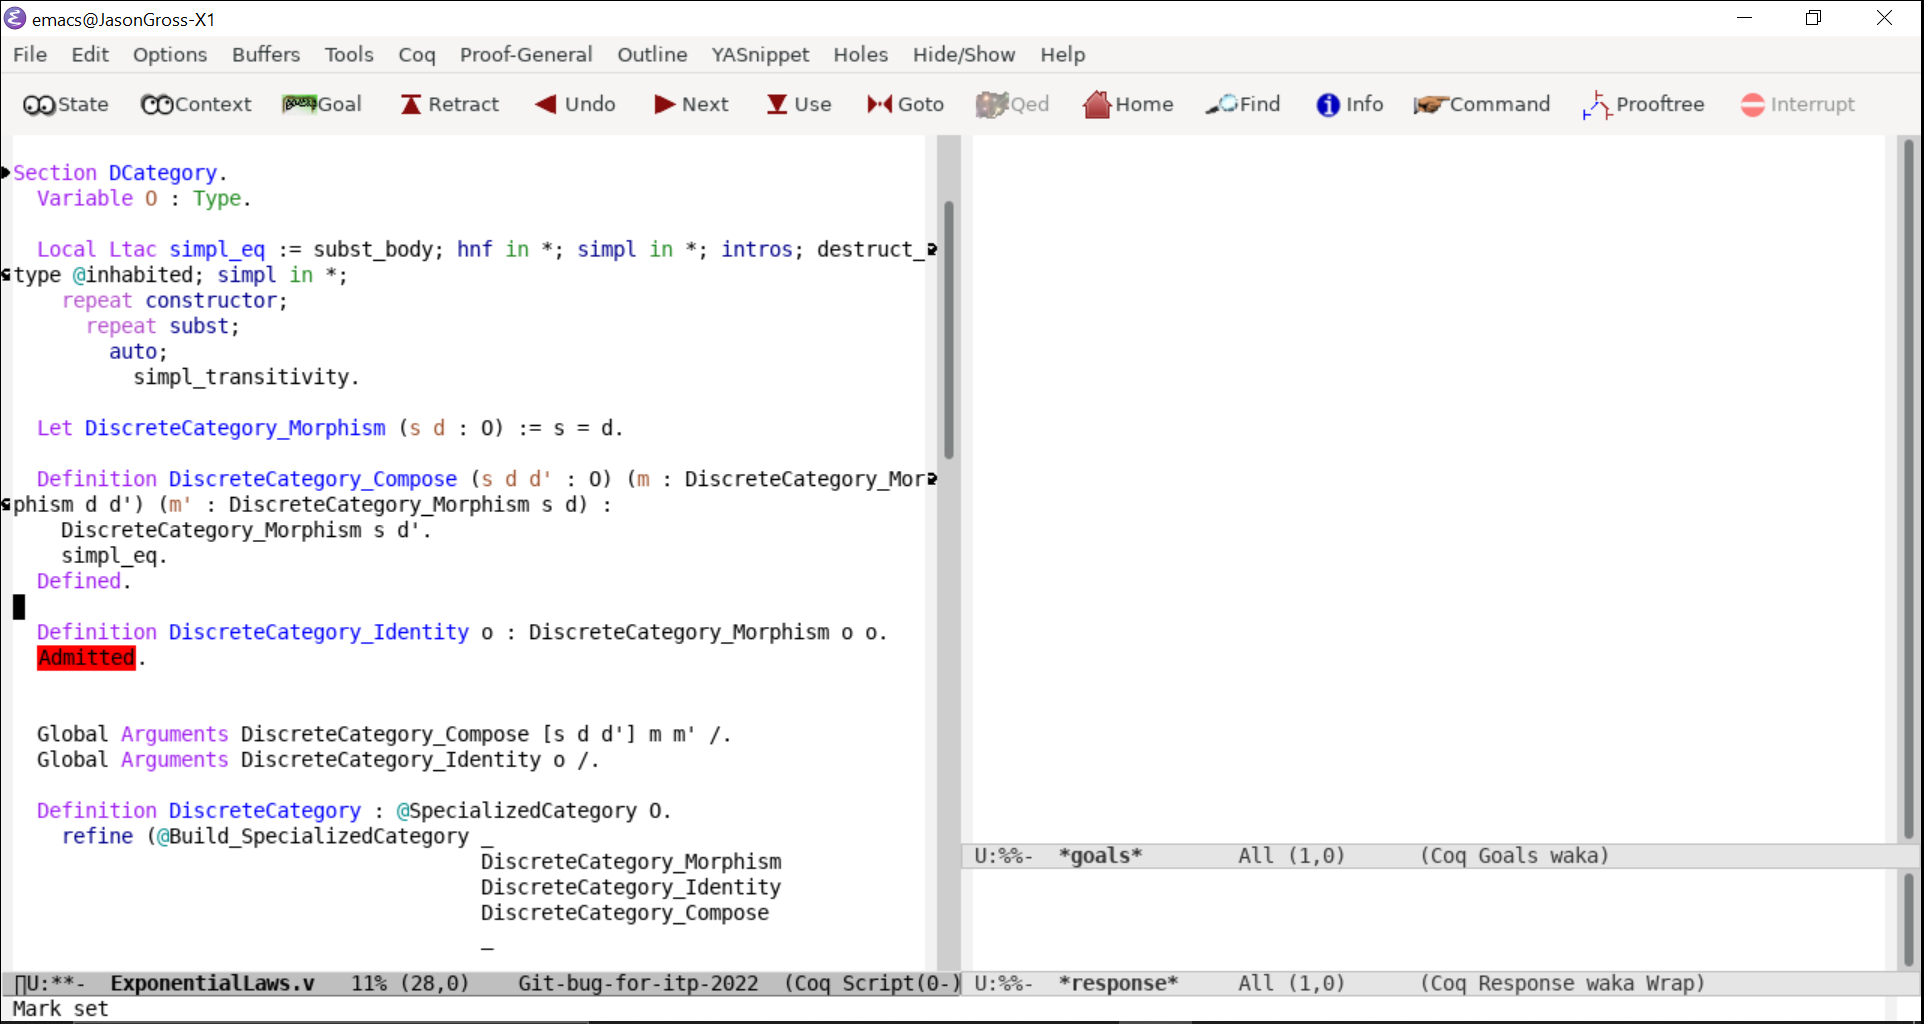 emacs@JasonGross-X1
File Edit Options Buffers Tools Coq Proof-General Outline YASnippet Holes Hide/Show Help
State Context Goal Retract Undo Next Use Goto Qed Home Find Info Command Prooftree Interrupt
Section DCategory.
  Variable O : Type.
  Local Ltac simpl_eq := subst_body; hnf in *; simpl in *; intros; destruct_
type @inhabited; simpl in *;
    repeat constructor;
      repeat subst;
        auto;
          simpl_transitivity.
  Let DiscreteCategory_Morphism (s d : O) := s = d.
  Definition DiscreteCategory_Compose (s d d' : O) (m : DiscreteCategory_Mor
phism d d') (m' : DiscreteCategory_Morphism s d) :
    DiscreteCategory_Morphism s d'.
    simpl_eq.
  Defined.
  Definition DiscreteCategory_Identity o : DiscreteCategory_Morphism o o.
  Admitted.
  Global Arguments DiscreteCategory_Compose [s d d'] m m' /.
  Global Arguments DiscreteCategory_Identity o /.
  Definition DiscreteCategory : @SpecializedCategory O.
    refine (@Build_SpecializedCategory _
                                       DiscreteCategory_Morphism
                                       DiscreteCategory_Identity
                                       DiscreteCategory_Compose
                                       _
U:**-  ExponentialLaws.v   11% (28,0)    Git-bug-for-itp-2022  (Coq Script(0-)
U:%%-  *goals*        All (1,0)      (Coq Goals waka)
U:%%-  *response*     All (1,0)      (Coq Response waka Wrap)
Mark set